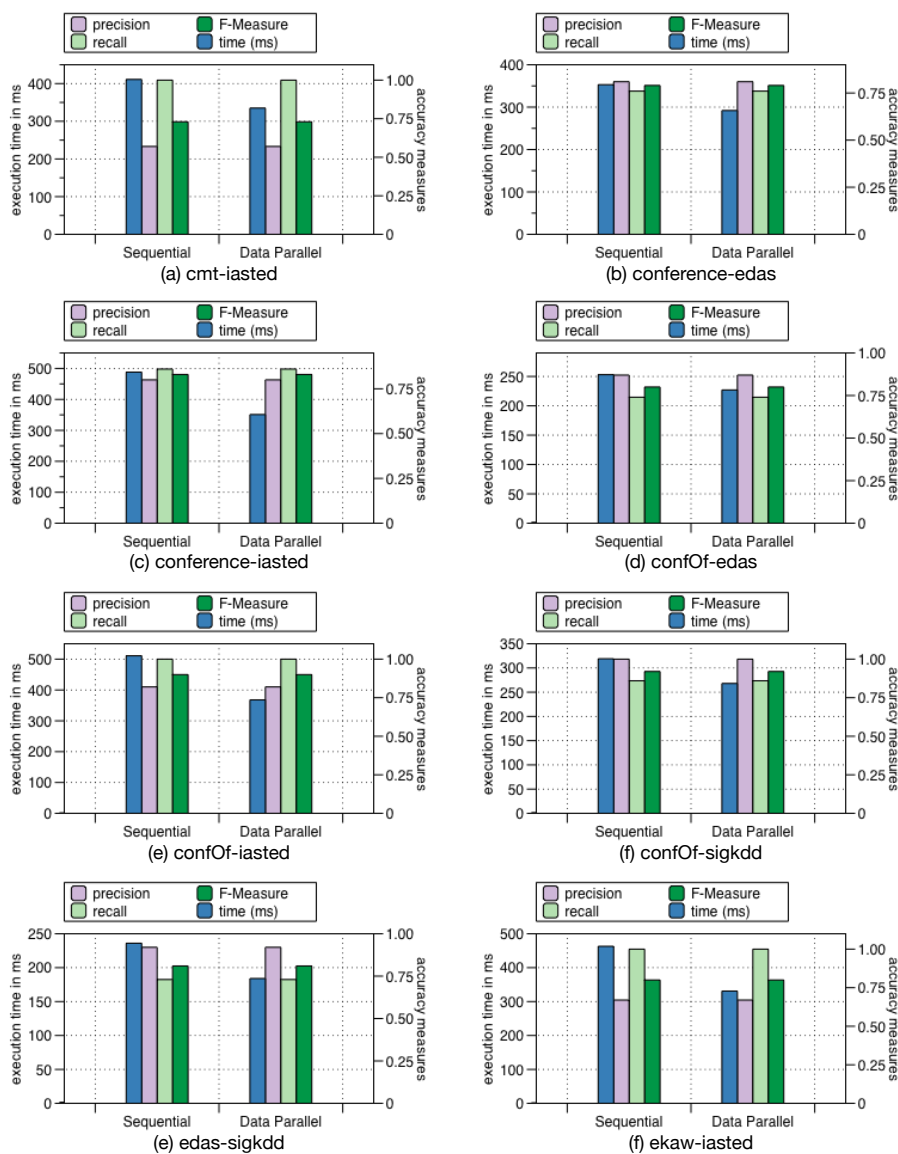 precision F-Measure
recall time (ms)
execution time in ms
400
300
200
100
0
1.00
0.75
0.50
0.25
0
accuracy measures
Sequential Data Parallel
(a) cmt-iasted
precision F-Measure
recall time (ms)
execution time in ms
400
300
200
100
0
0.75
0.50
0.25
0
accuracy measures
Sequential Data Parallel
(b) conference-edas
precision F-Measure
recall time (ms)
execution time in ms
500
400
300
200
100
0
0.75
0.50
0.25
0
accuracy measures
Sequential Data Parallel
(c) conference-iasted
precision F-Measure
recall time (ms)
execution time in ms
250
200
150
100
50
0
1.00
0.75
0.50
0.25
0
accuracy measures
Sequential Data Parallel
(d) confOf-edas
precision F-Measure
recall time (ms)
execution time in ms
500
400
300
200
100
0
1.00
0.75
0.50
0.25
0
accuracy measures
Sequential Data Parallel
(e) confOf-iasted
precision F-Measure
recall time (ms)
execution time in ms
350
300
250
200
150
100
50
0
1.00
0.75
0.50
0.25
0
accuracy measures
Sequential Data Parallel
(f) confOf-sigkdd
precision F-Measure
recall time (ms)
execution time in ms
250
200
150
100
50
0
1.00
0.75
0.50
0.25
0
accuracy measures
Sequential Data Parallel
(e) edas-sigkdd
precision F-Measure
recall time (ms)
execution time in ms
500
400
300
200
100
0
1.00
0.75
0.50
0.25
0
accuracy measures
Sequential Data Parallel
(f) ekaw-iasted